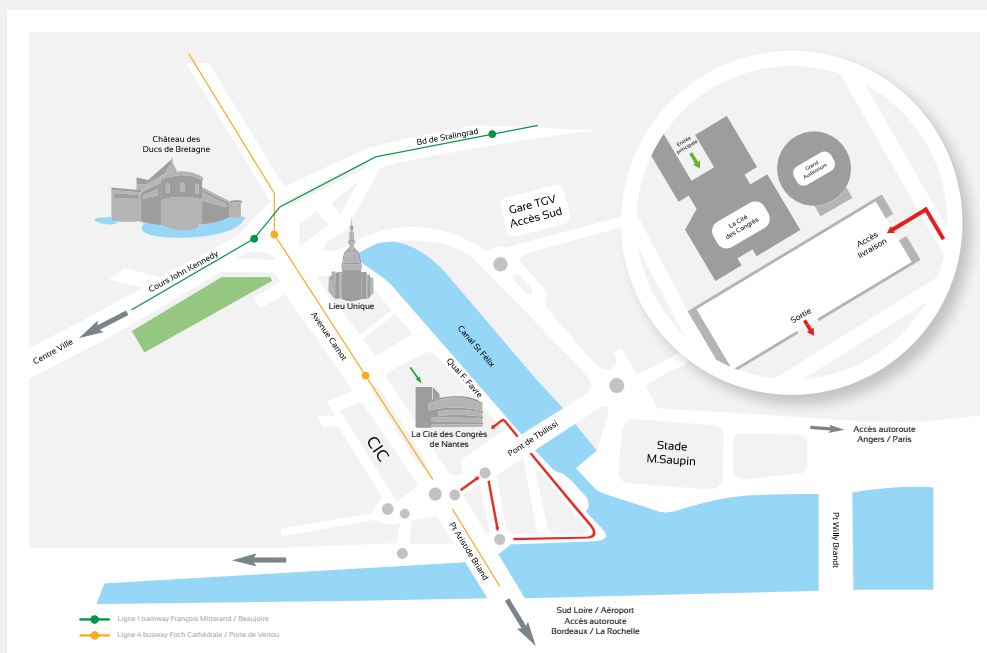 Château des
Ducs de Bretagne
Bd de Stalingrad
Gare TGV
Accès Sud
Entrée
principale
Grand
Auditorium
La Cité
des Congrès
Accès
livraison
Sortie
Cours John Kennedy
Centre Ville
Lieu Unique
Avenue Carnot
Canal St Félix
Quai F. Favre
La Cité des Congrès
de Nantes
CIC
Pont de Tbilissi
Stade
M.Saupin
Accès autoroute
Angers / Paris
Pt Aristide Briand
Pt Willy Brandt
Sud Loire / Aéroport
Accès autoroute
Bordeaux / La Rochelle
Ligne 1 tramway François Mitterand / Beaujoire
Ligne 4 busway Foch Cathédrale / Porte de Vertou